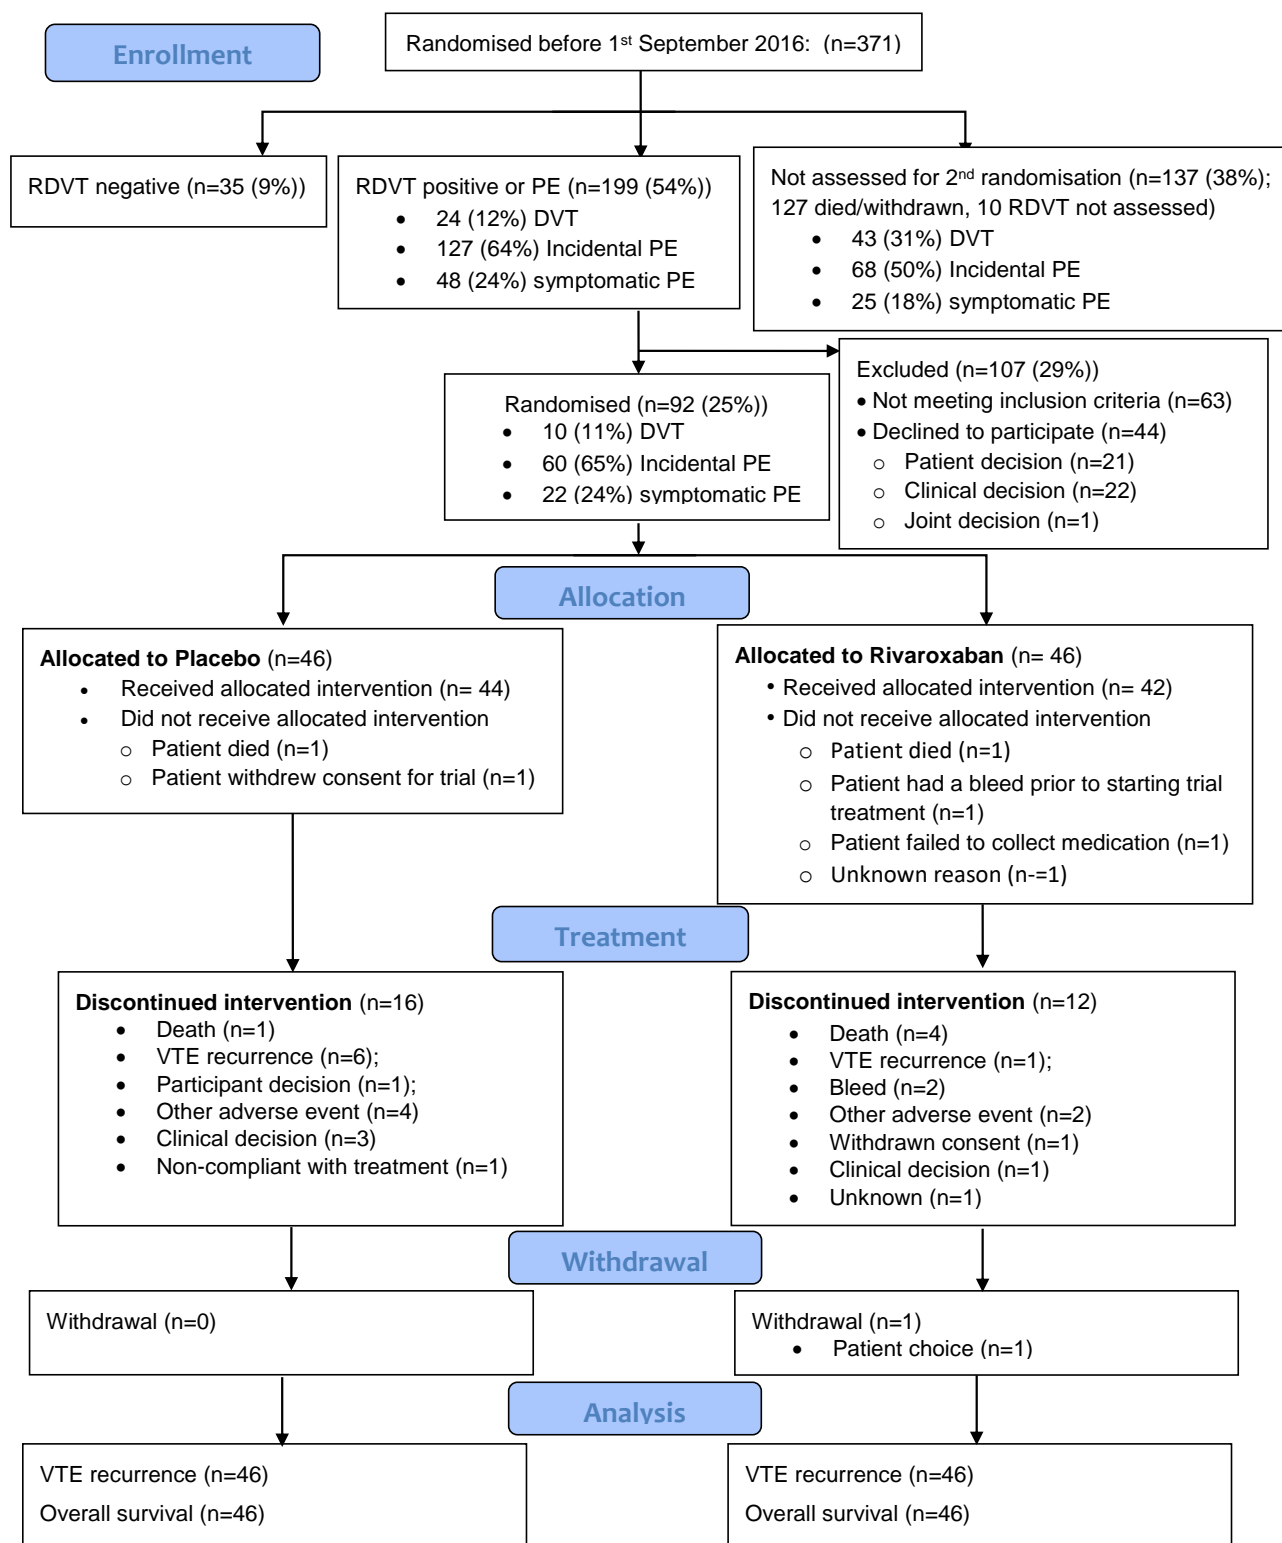 Enrollment
Randomised before 1st September 2016: (n=371)
RDVT negative (n=35 (9%))
RDVT positive or PE (n=199 (54%))
• 24 (12%) DVT
• 127 (64%) Incidental PE
• 48 (24%) symptomatic PE
Not assessed for 2nd randomisation (n=137 (38%);
127 died/withdrawn, 10 RDVT not assessed)
• 43 (31%) DVT
• 68 (50%) Incidental PE
• 25 (18%) symptomatic PE
Excluded (n=107 (29%))
• Not meeting inclusion criteria (n=63)
• Declined to participate (n=44)
o Patient decision (n=21)
o Clinical decision (n=22)
o Joint decision (n=1)
Randomised (n=92 (25%))
• 10 (11%) DVT
• 60 (65%) Incidental PE
• 22 (24%) symptomatic PE
Allocation
Allocated to Placebo (n=46)
• Received allocated intervention (n= 44)
• Did not receive allocated intervention
o Patient died (n=1)
o Patient withdrew consent for trial (n=1)
Allocated to Rivaroxaban (n= 46)
• Received allocated intervention (n= 42)
• Did not receive allocated intervention
o Patient died (n=1)
o Patient had a bleed prior to starting trial
treatment (n=1)
o Patient failed to collect medication (n=1)
o Unknown reason (n-=1)
Treatment
Discontinued intervention (n=16)
• Death (n=1)
• VTE recurrence (n=6);
• Participant decision (n=1);
• Other adverse event (n=4)
• Clinical decision (n=3)
• Non-compliant with treatment (n=1)
Discontinued intervention (n=12)
• Death (n=4)
• VTE recurrence (n=1);
• Bleed (n=2)
• Other adverse event (n=2)
• Withdrawn consent (n=1)
• Clinical decision (n=1)
• Unknown (n=1)
Withdrawal
Withdrawal (n=0)
Withdrawal (n=1)
• Patient choice (n=1)
Analysis
VTE recurrence (n=46)
Overall survival (n=46)
VTE recurrence (n=46)
Overall survival (n=46)